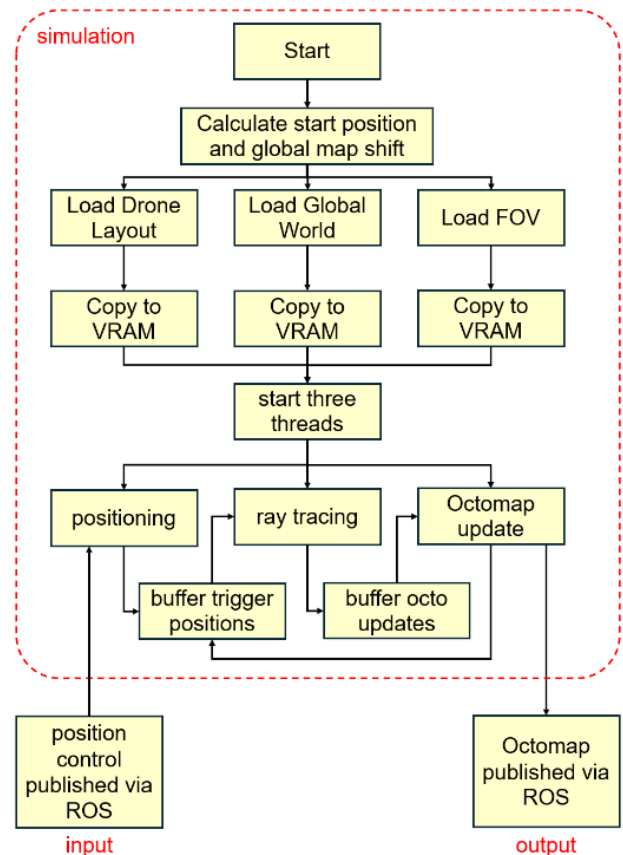 simulation
Start
Calculate start position
and global map shift
Load Drone
Layout
Load Global
World
Load FOV
Copy to
VRAM
Copy to
VRAM
Copy to
VRAM
start three
threads
positioning
ray tracing
Octomap
update
buffer trigger
positions
buffer octo
updates
position
control
published via
ROS
Octomap
published via
ROS
input
output